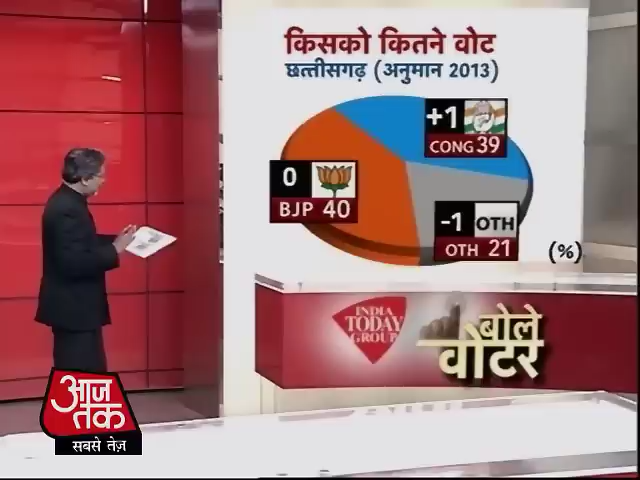 किसको कितने वोट
छत्तीसगढ़ (अनुमान 2013)
+1
CONG 39
0
BJP 40
-1 OTH
OTH 21
(%)
INDIA
TODAY
GROUP
बोले
वोटर
आज
तक
सबसे तेज़